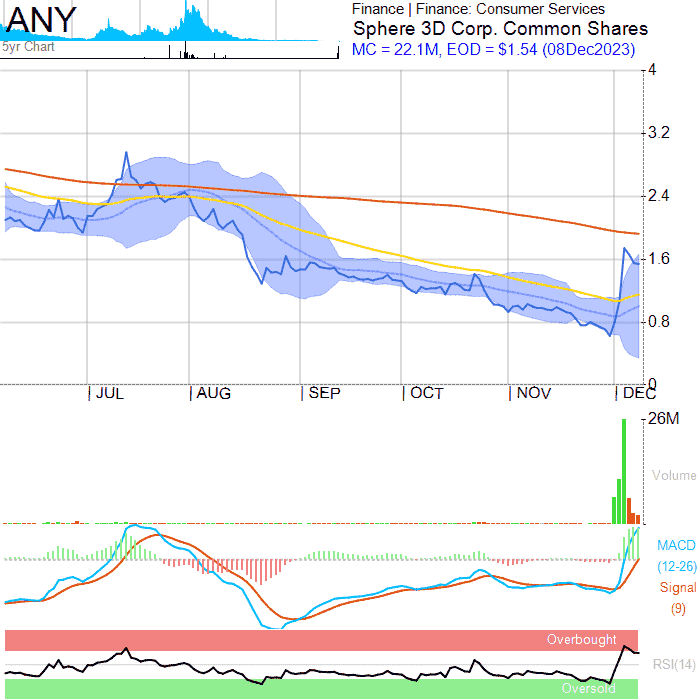 ANY
5yr Chart
Finance | Finance: Consumer Services
Sphere 3D Corp. Common Shares
MC = 22.1M, EOD = $1.54 (08Dec2023)
4
3.2
2.4
1.6
0.8
0
JUL
AUG
SEP
OCT
NOV
DEC
26M
Volume
MACD
(12-26)
Signal
(9)
Overbought
RSI(14)
Oversold